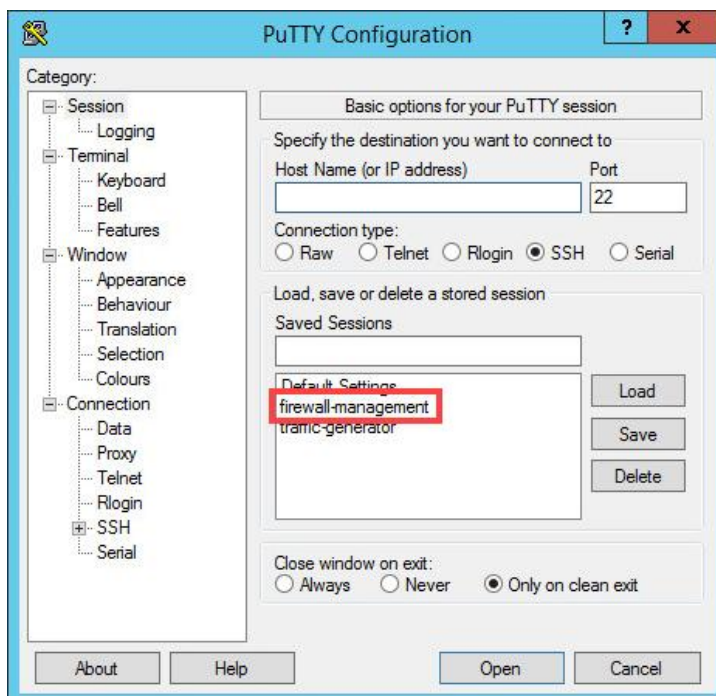 PuTTY Configuration
? x
Category:
Session
Logging
Terminal
Keyboard
Bell
Features
Window
Appearance
Behaviour
Translation
Selection
Colours
Connection
Data
Proxy
Telnet
Rlogin
SSH
Serial
Basic options for your PuTTY session
Specify the destination you want to connect to
Host Name (or IP address) Port
22
Connection type:
Raw Telnet Rlogin SSH Serial
Load, save or delete a stored session
Saved Sessions
Default Settings
firewall-management
traffic-generator
Load
Save
Delete
Close window on exit:
Always Never Only on clean exit
About Help Open Cancel